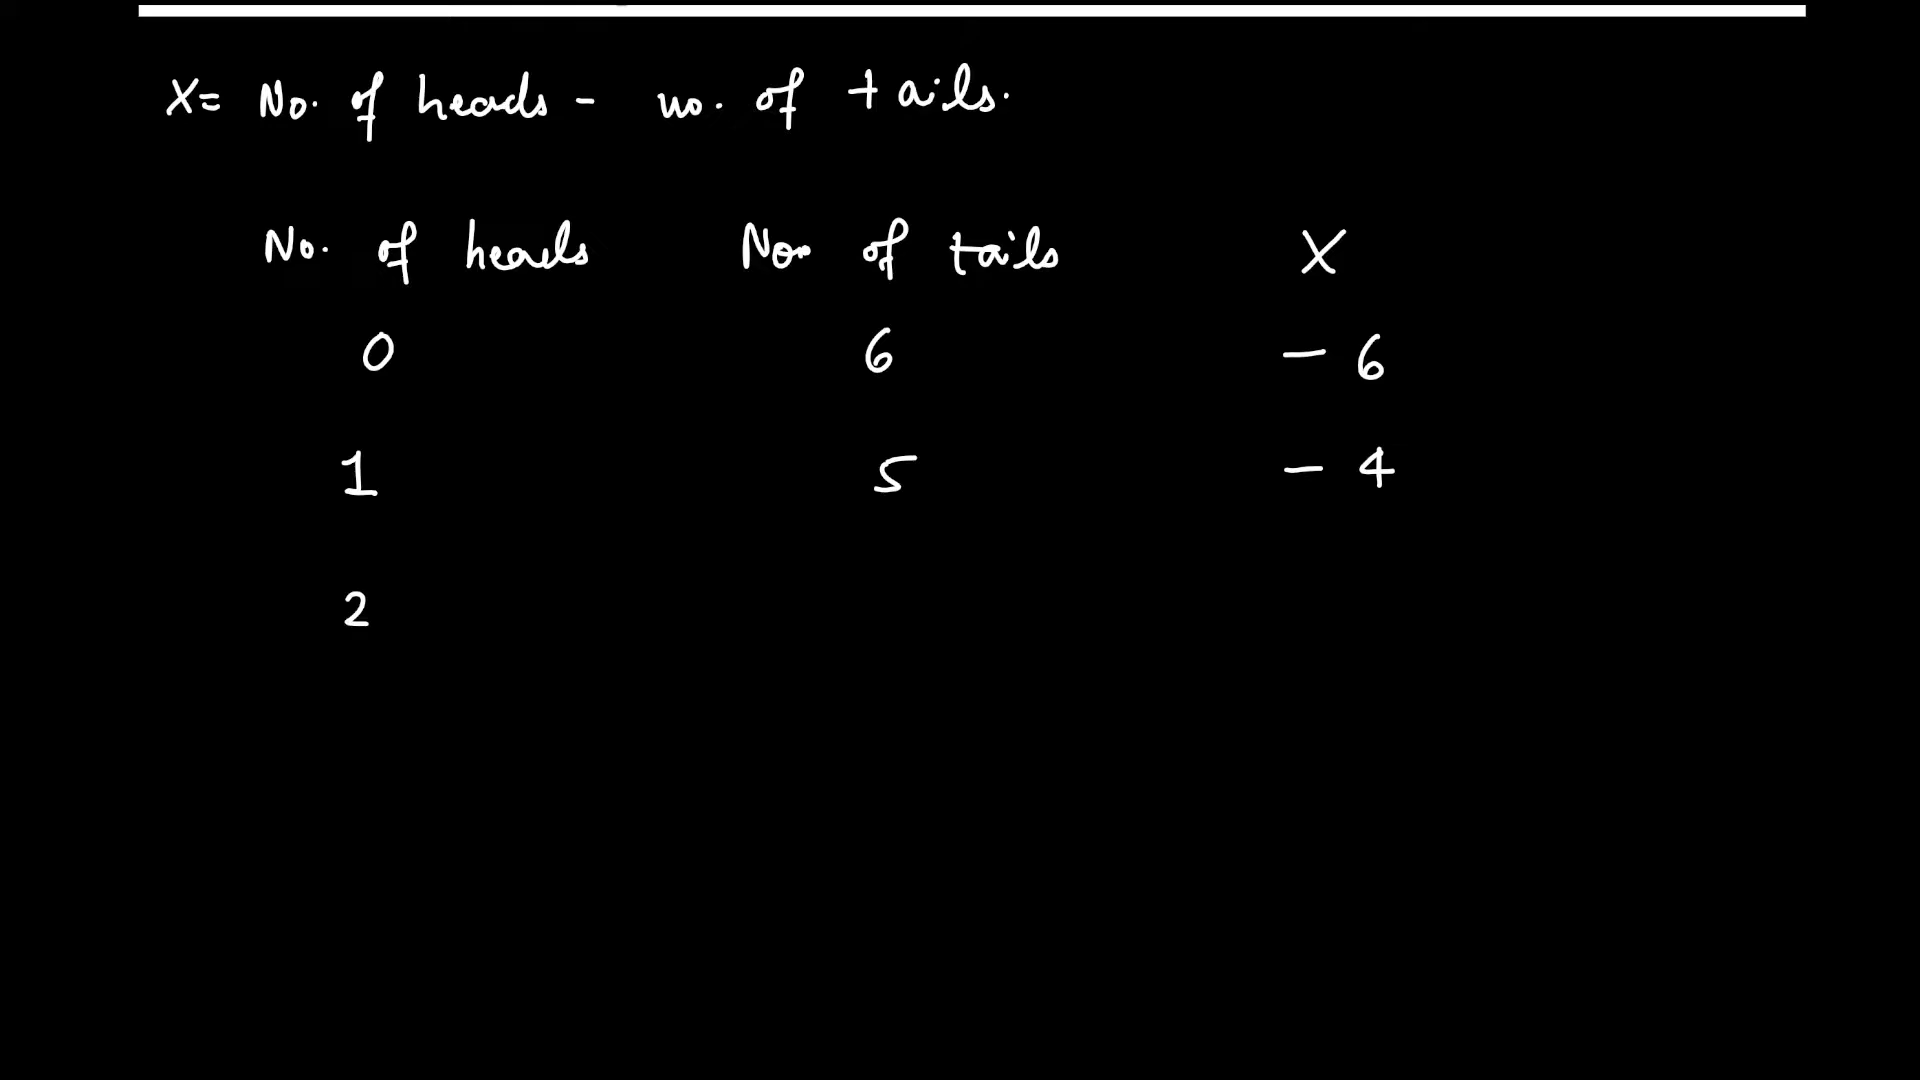 X= No. of heads - no. of tails.
No. of heads No. of tails X
0 6 - 6
1 5 - 4
2